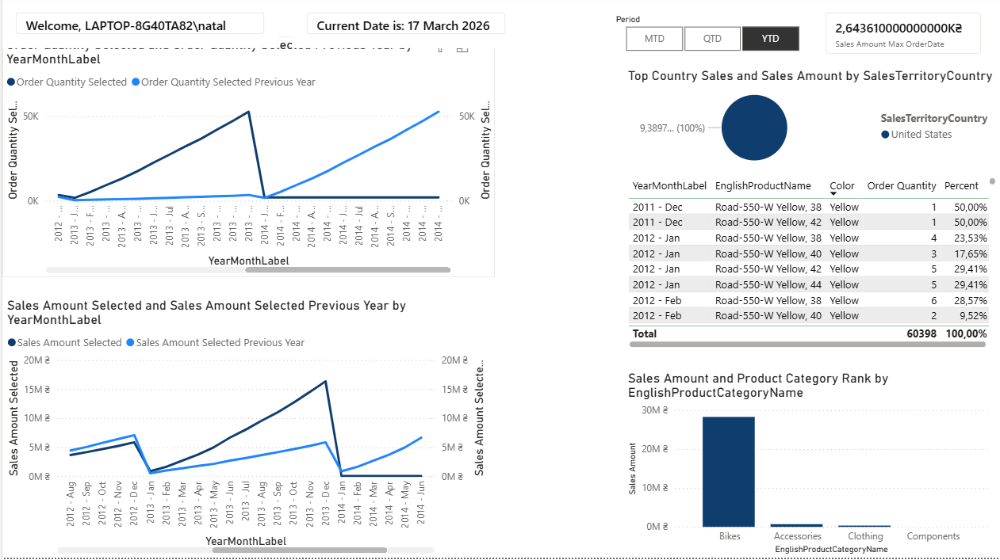 Welcome, LAPTOP-8G40TA82\natal
Current Date is: 17 March 2026
Period
MTD
QTD
YTD
2,643610000000000K₴
Sales Amount Max OrderDate
Order Quantity Selected and Order Quantity Selected Previous Year by
YearMonthLabel
Order Quantity Selected
Order Quantity Selected Previous Year
Order Quantity Sel...
50K
0K
50K
0K
Order Quantity Sel...
2012 - ...
2013 - J...
2013 - F...
2013 - ...
2013 - A...
2013 - ...
2013 - J...
2013 - Jul
2013 - A...
2013 - S...
2013 - ...
2013 - ...
2013 - ...
2014 - J...
2014 - F...
2014 - ...
2014 - A...
2014 - ...
2014 - J...
2014 - Jul
2014 - A...
2014 - S...
2014 - ...
2014 - ...
2014 - ...
YearMonthLabel
Sales Amount Selected and Sales Amount Selected Previous Year by
YearMonthLabel
Sales Amount Selected
Sales Amount Selected Previous Year
Sales Amount Selected
20M ₴
15M ₴
10M ₴
5M ₴
0M ₴
20M ₴
15M ₴
10M ₴
5M ₴
0M ₴
Sales Amount Selecte...
2012 - Aug
2012 - Sep
2012 - Oct
2012 - Nov
2012 - Dec
2013 - Jan
2013 - Feb
2013 - Mar
2013 - Apr
2013 - May
2013 - Jun
2013 - Jul
2013 - Aug
2013 - Sep
2013 - Oct
2013 - Nov
2013 - Dec
2014 - Jan
2014 - Feb
2014 - Mar
2014 - Apr
2014 - May
2014 - Jun
YearMonthLabel
Top Country Sales and Sales Amount by SalesTerritoryCountry
9,3897... (100%)
SalesTerritoryCountry
United States
YearMonthLabel EnglishProductName Color Order Quantity Percent
2011 - Dec Road-550-W Yellow, 38 Yellow 1 50,00%
2011 - Dec Road-550-W Yellow, 42 Yellow 1 50,00%
2012 - Jan Road-550-W Yellow, 38 Yellow 4 23,53%
2012 - Jan Road-550-W Yellow, 40 Yellow 3 17,65%
2012 - Jan Road-550-W Yellow, 42 Yellow 5 29,41%
2012 - Jan Road-550-W Yellow, 44 Yellow 5 29,41%
2012 - Feb Road-550-W Yellow, 38 Yellow 6 28,57%
2012 - Feb Road-550-W Yellow, 40 Yellow 2 9,52%
Total 60398 100,00%
Sales Amount and Product Category Rank by
EnglishProductCategoryName
Sales Amount
30M ₴
20M ₴
10M ₴
0M ₴
Bikes
Accessories
Clothing
Components
EnglishProductCategoryName